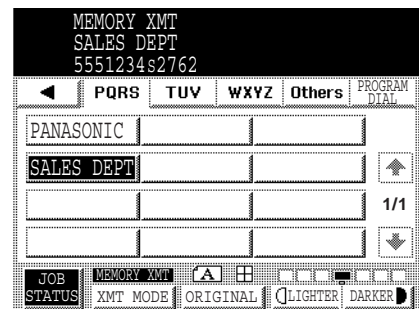 MEMORY XMT
SALES DEPT
5551234s2762
PQRS TUV WXYZ Others PROGRAM DIAL
PANASONIC
SALES DEPT
1/1
JOB STATUS
MEMORY XMT A
XMT MODE ORIGINAL LIGHTER DARKER